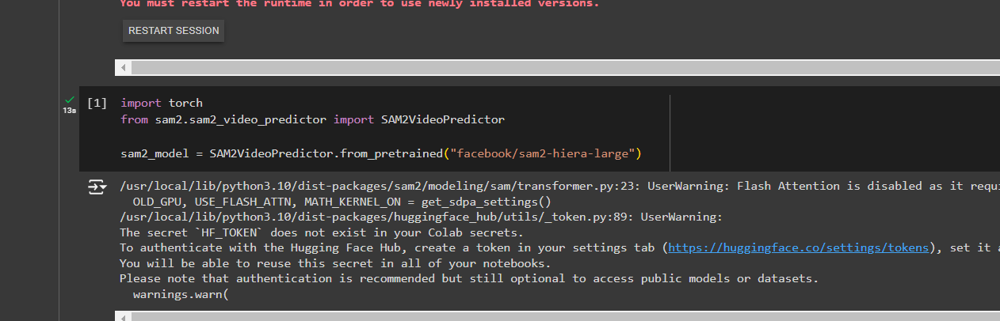 You must restart the runtime in order to use newly installed versions.
RESTART SESSION
13s
[1] import torch
from sam2.sam2_video_predictor import SAM2VideoPredictor
sam2_model = SAM2VideoPredictor.from_pretrained("facebook/sam2-hiera-large")
/usr/local/lib/python3.10/dist-packages/sam2/modeling/sam/transformer.py:23: UserWarning: Flash Attention is disabled as it requi
OLD_GPU, USE_FLASH_ATTN, MATH_KERNEL_ON = get_sdpa_settings()
/usr/local/lib/python3.10/dist-packages/huggingface_hub/utils/_token.py:89: UserWarning:
The secret `HF_TOKEN` does not exist in your Colab secrets.
To authenticate with the Hugging Face Hub, create a token in your settings tab (https://huggingface.co/settings/tokens), set it a
You will be able to reuse this secret in all of your notebooks.
Please note that authentication is recommended but still optional to access public models or datasets.
warnings.warn(